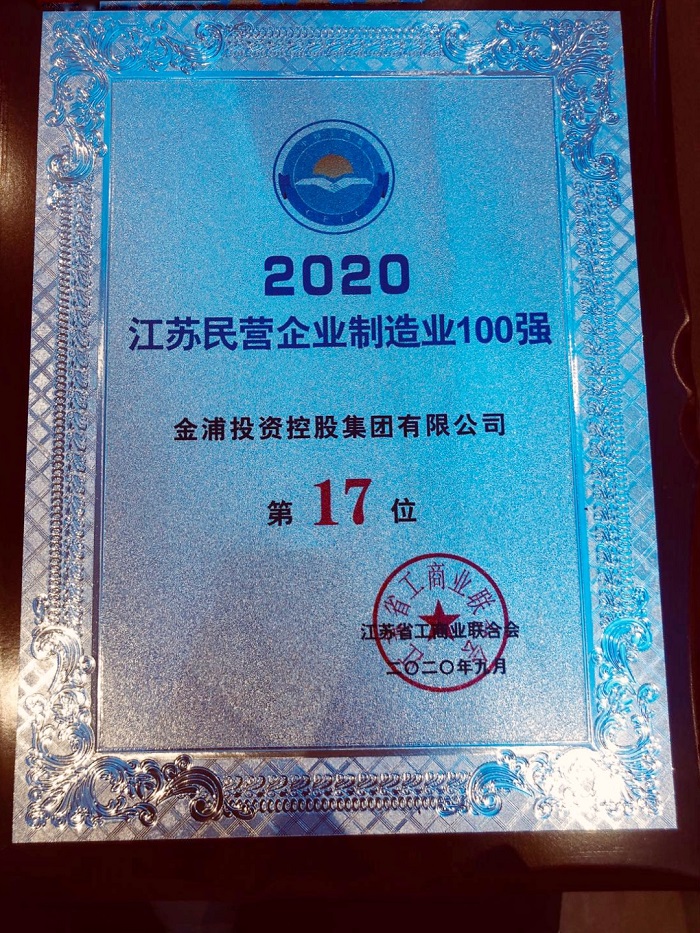 2020
江苏民营企业制造业100强
金浦投资控股集团有限公司
第 17 位
江苏省工商业联合会
二〇二〇年九月